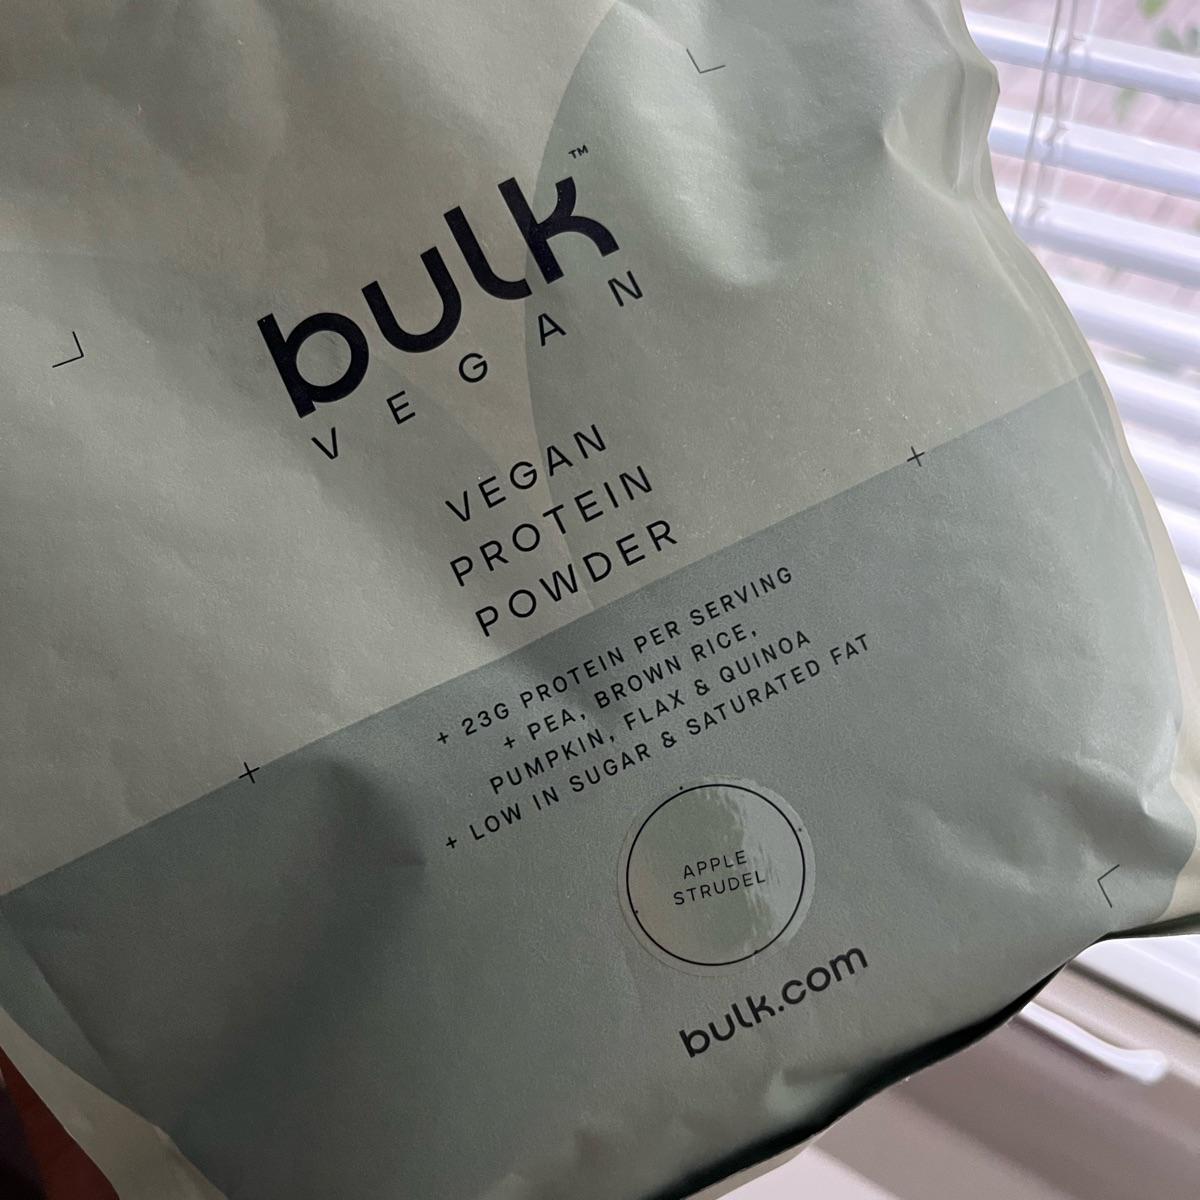 bulk™
VEGAN
VEGAN
PROTEIN
POWDER
+ 23G PROTEIN PER SERVING
+ PEA, BROWN RICE,
PUMPKIN, FLAX & QUINOA
+ LOW IN SUGAR & SATURATED FAT
APPLE
STRUDEL
bulk.com